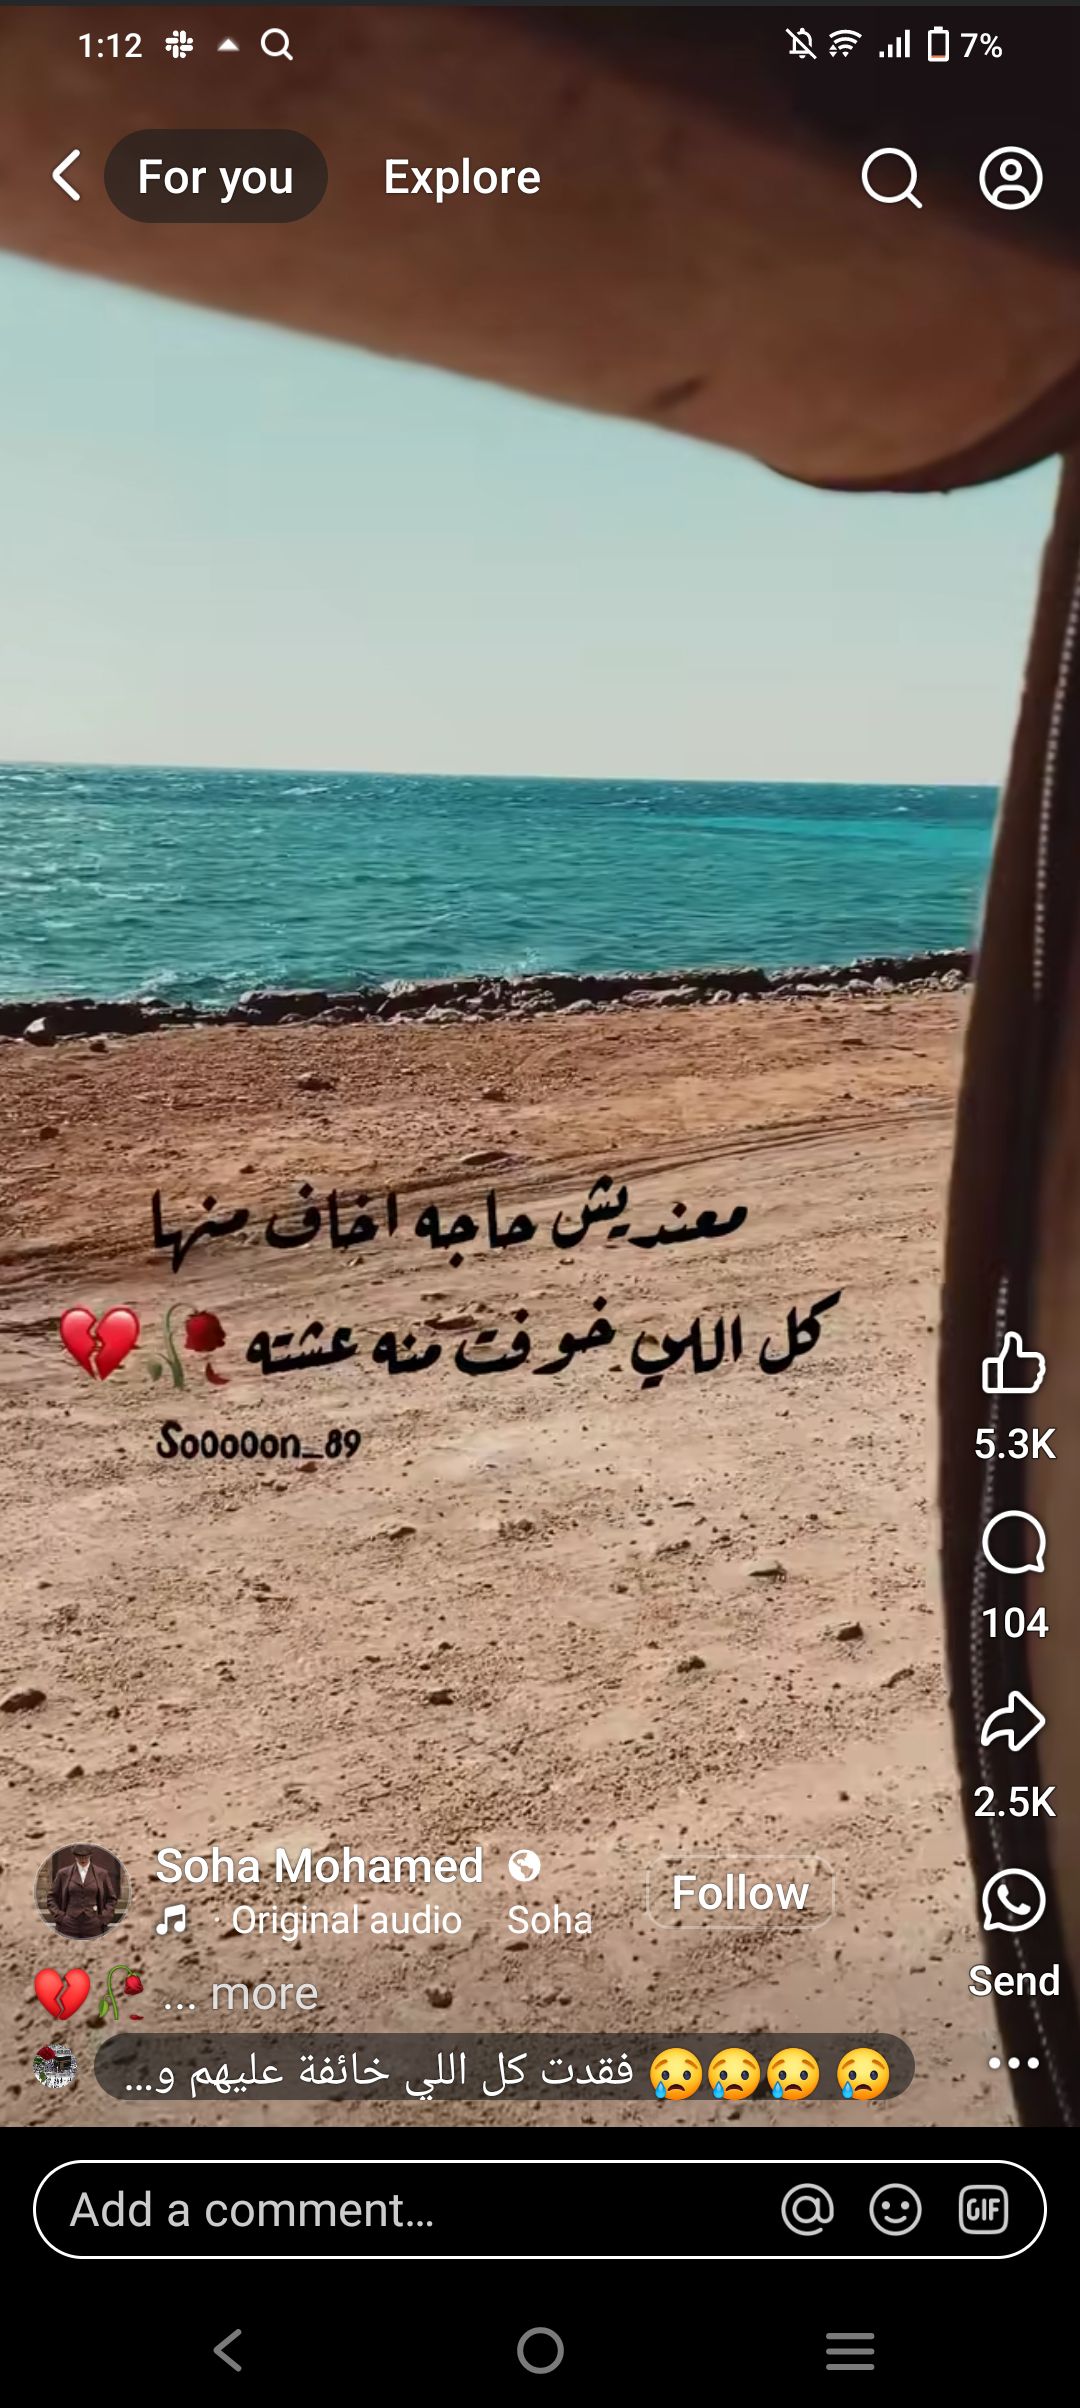 1:12
7%
For you
Explore
معنديش حاجه اخاف منها
كل اللي خوفت منه عشته 🥀💔
So0o0on_89
5.3K
104
2.5K
Send
Soha Mohamed
Follow
· Original audio
Soha
💔🥀 ... more
😢😢😢 😢 فقدت كل اللي خائفة عليهم و...
Add a comment...
GIF